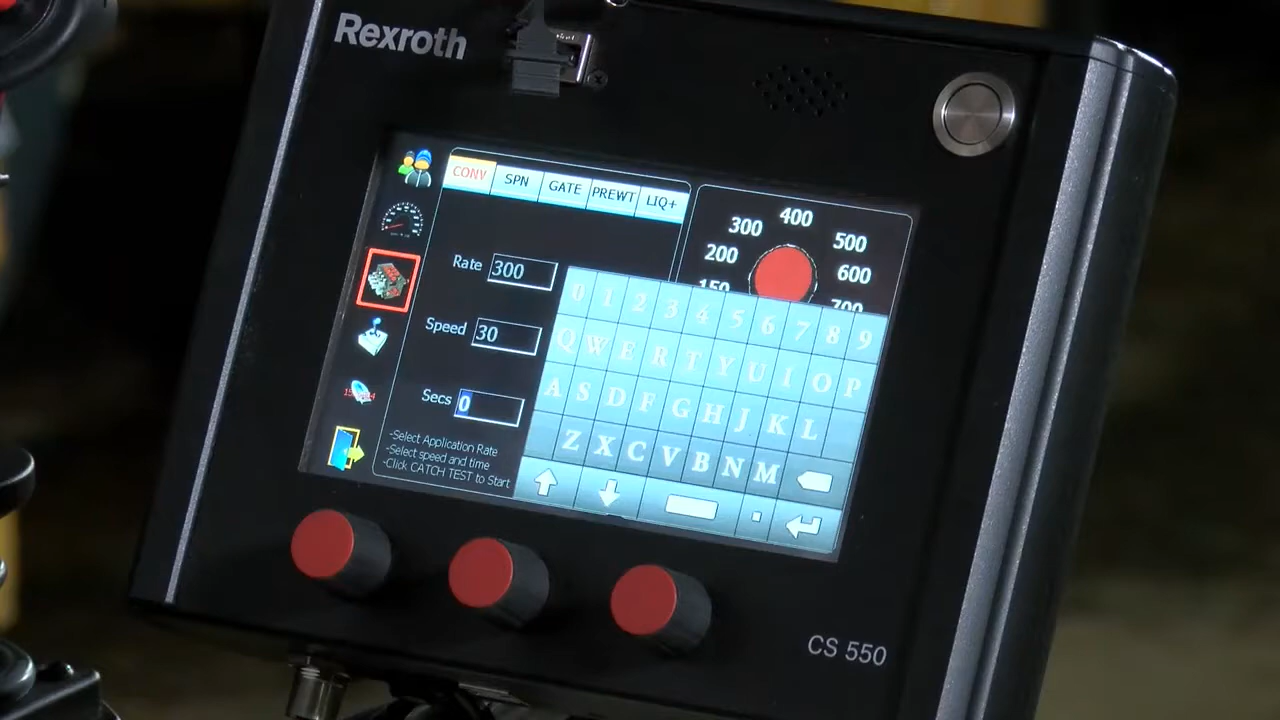 Rexroth
CONV SPN GATE PREWT LIQ+
Rate 300
Speed 30
Secs 0
-Select Application Rate
-Select speed and time
-Click CATCH TEST to Start
400
300 500
200 600
150 700
0 1 2 3 4 5 6 7 8 9
Q W E R T Y U I O P
A S D F G H J K L
Z X C V B N M
.
CS 550